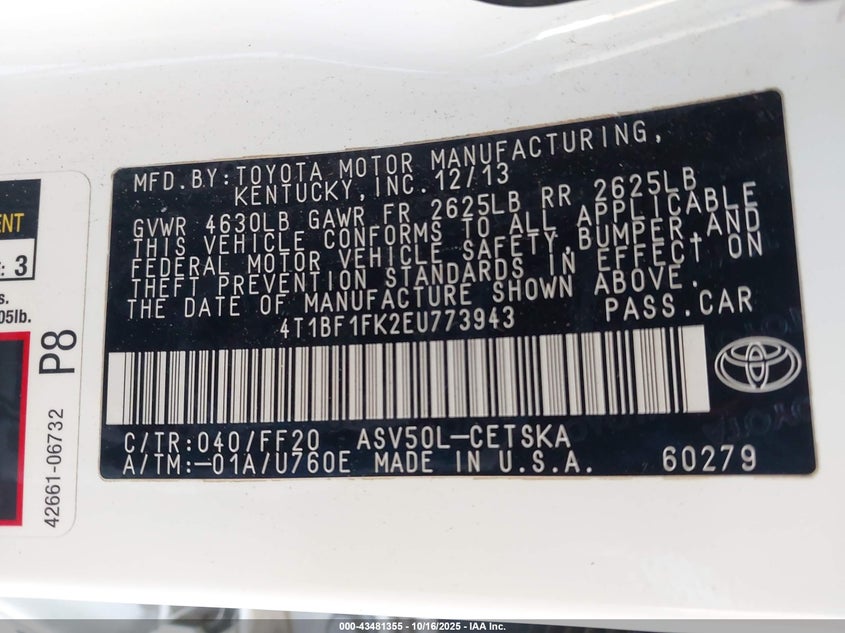 MFD.BY:TOYOTA MOTOR MANUFACTURING,
KENTUCKY,INC.12/13
GVWR 4630LB GAWR FR 2625LB RR 2625LB
THIS VEHICLE CONFORMS TO ALL APPLICABLE
FEDERAL MOTOR VEHICLE SAFETY,BUMPER,AND
THEFT PREVENTION STANDARDS IN EFFECT ON
THE DATE OF MANUFACTURE SHOWN ABOVE.
4T1BF1FK2EU773943 PASS.CAR
C/TR:040/FF20 ASV50L-CETSKA
A/TM:-01A/U760E MADE IN U.S.A. 60279
ENT
: 3
s.
05lb.
P8
42661-06732
000-43481355 - 10/16/2025 - IAA Inc.